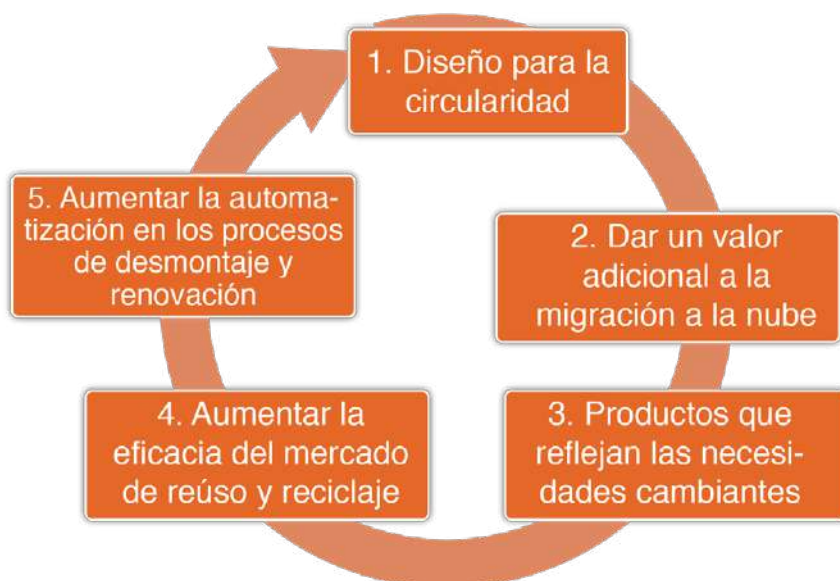 1. Diseño para la
circularidad
2. Dar un valor
adicional a la
migración a la nube
3. Productos que
reflejan las necesi-
dades cambiantes
4. Aumentar la
eficacia del mercado
de reúso y reciclaje
5. Aumentar la automa-
tización en los procesos
de desmontaje y
renovación